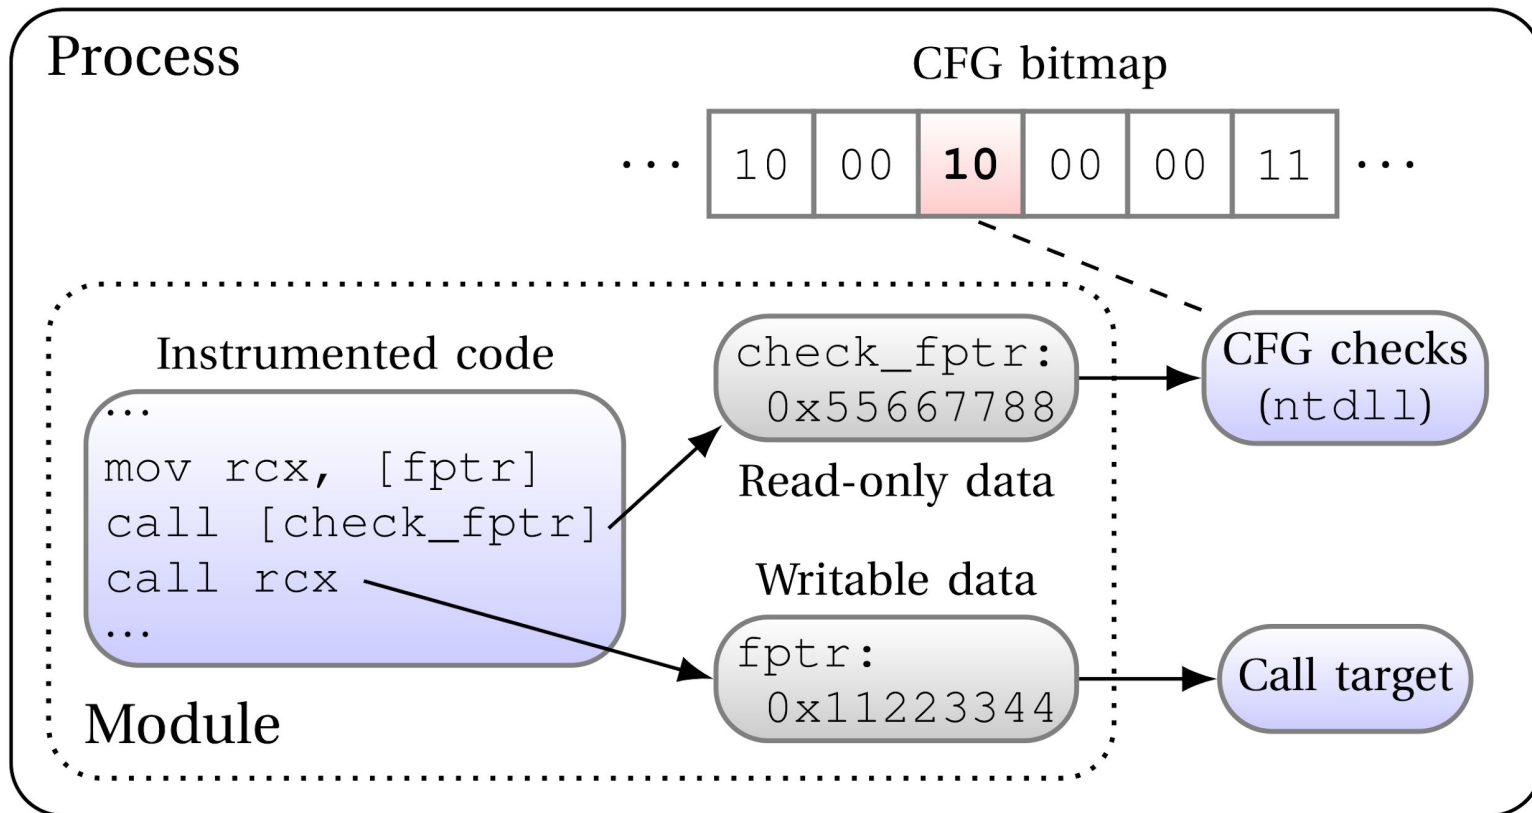 Process
CFG bitmap
... 10 00 10 00 00 11 ...
Instrumented code
...
mov rcx, [fptr]
call [check_fptr]
call rcx
...
check_fptr:
0x55667788
Read-only data
CFG checks
(ntdll)
Writable data
fptr:
0x11223344
Call target
Module